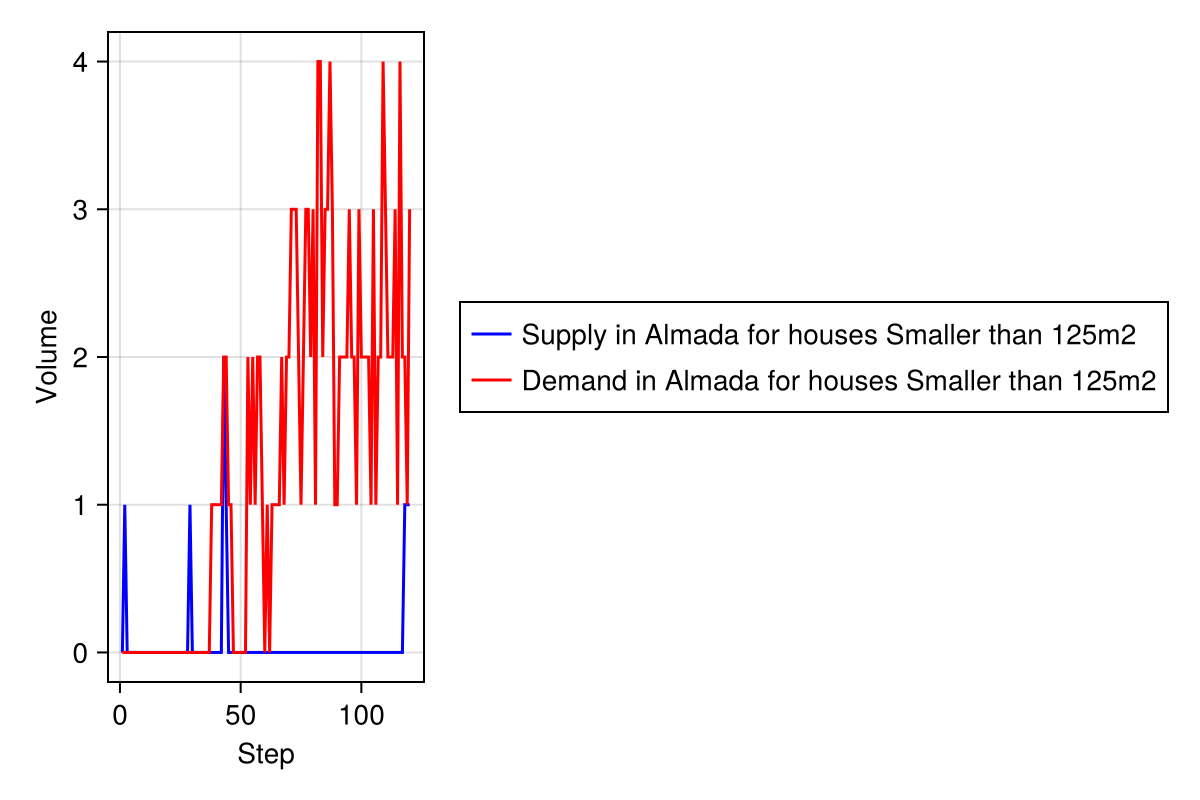 4
3
2
1
0
Volume
0 50 100
Step
Supply in Almada for houses Smaller than 125m2
Demand in Almada for houses Smaller than 125m2